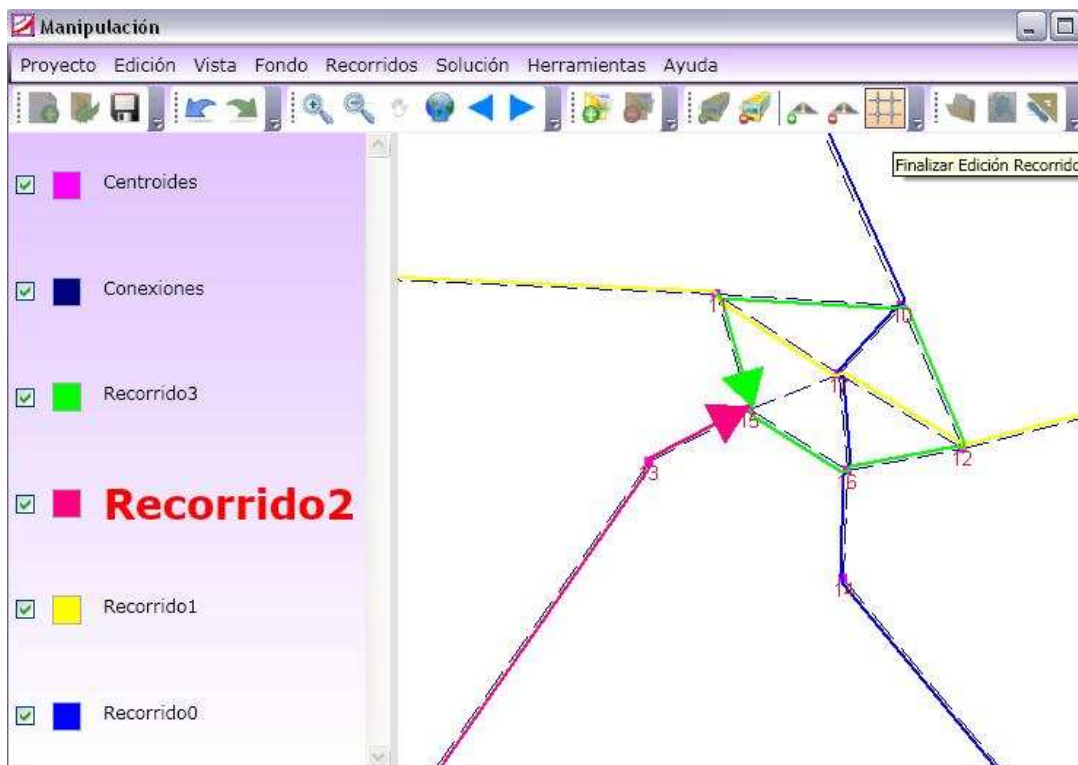 Manipulación
Proyecto Edición Vista Fondo Recorridos Solución Herramientas Ayuda
Finalizar Edición Recorrido
Centroides
Conexiones
Recorrido3
Recorrido2
Recorrido1
Recorrido0
10
15
12
13
16
14